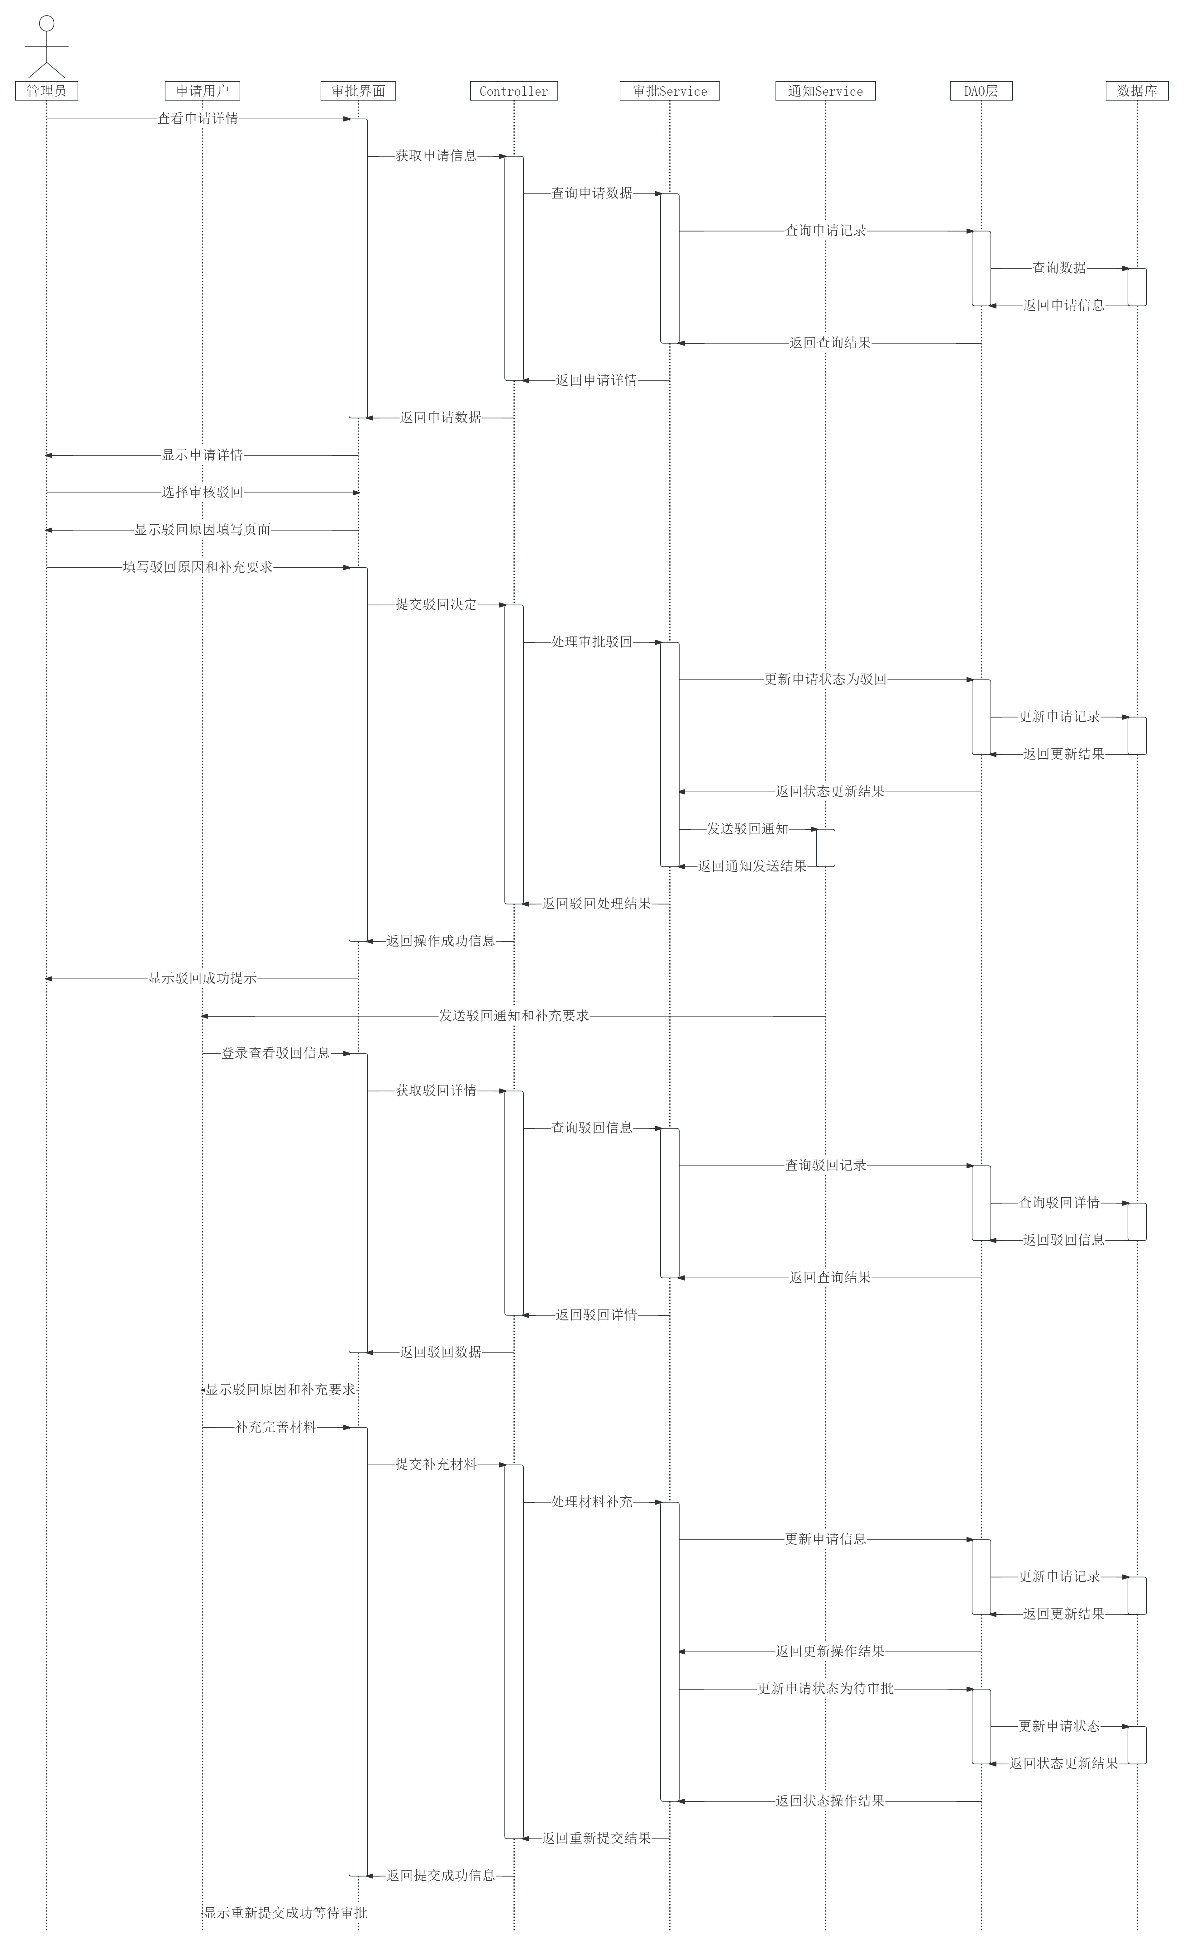 管理员
申请用户
审批界面
Controller
审批Service
通知Service
DAO层
数据库
查看申请详情
获取申请信息
查询申请数据
查询申请记录
查询数据
返回申请信息
返回查询结果
返回申请详情
返回申请数据
显示申请详情
选择审核驳回
显示驳回原因填写页面
填写驳回原因和补充要求
提交驳回决定
处理审批驳回
更新申请状态为驳回
更新申请记录
返回更新结果
返回状态更新结果
发送驳回通知
返回通知发送结果
返回驳回处理结果
返回操作成功信息
显示驳回成功提示
发送驳回通知和补充要求
登录查看驳回信息
获取驳回详情
查询驳回信息
查询驳回记录
查询驳回详情
返回驳回信息
返回查询结果
返回驳回详情
返回驳回数据
显示驳回原因和补充要求
补充完善材料
提交补充材料
处理材料补充
更新申请信息
更新申请记录
返回更新结果
返回更新操作结果
更新申请状态为待审批
更新申请状态
返回状态更新结果
返回状态操作结果
返回重新提交结果
返回提交成功信息
显示重新提交成功等待审批